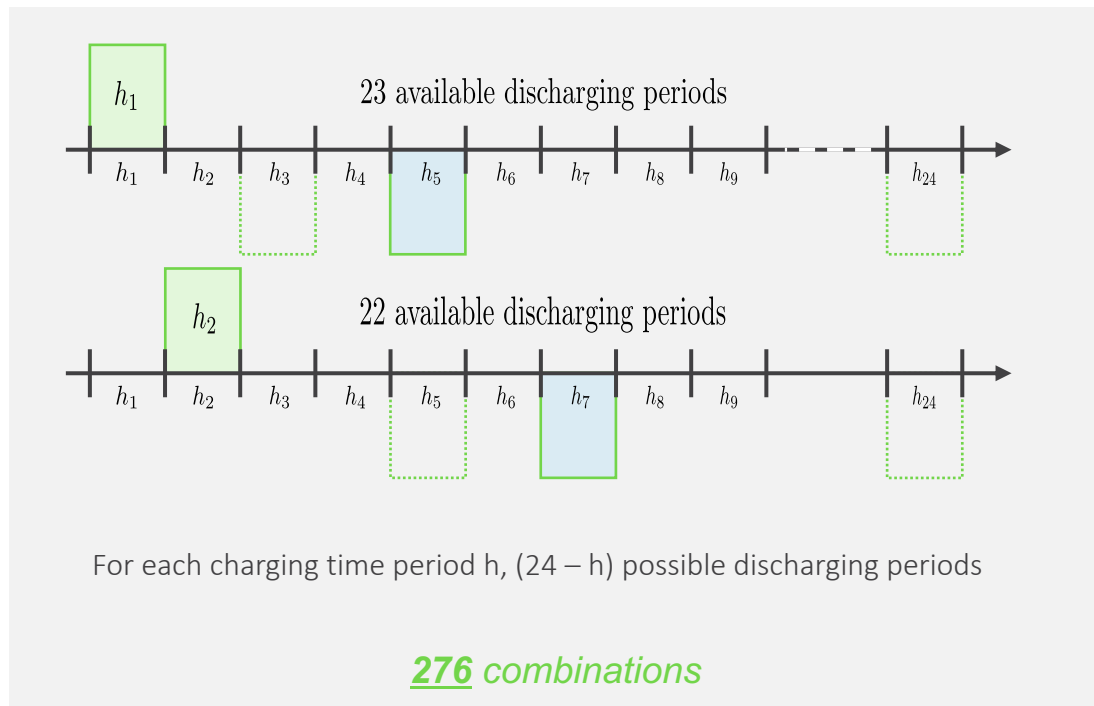 h₁
23 available discharging periods
h₁ h₂ h₃ h₄ h₅ h₆ h₇ h₈ h₉ h₂₄
h₂
22 available discharging periods
h₁ h₂ h₃ h₄ h₅ h₆ h₇ h₈ h₉ h₂₄
For each charging time period h, (24 – h) possible discharging periods
276 combinations